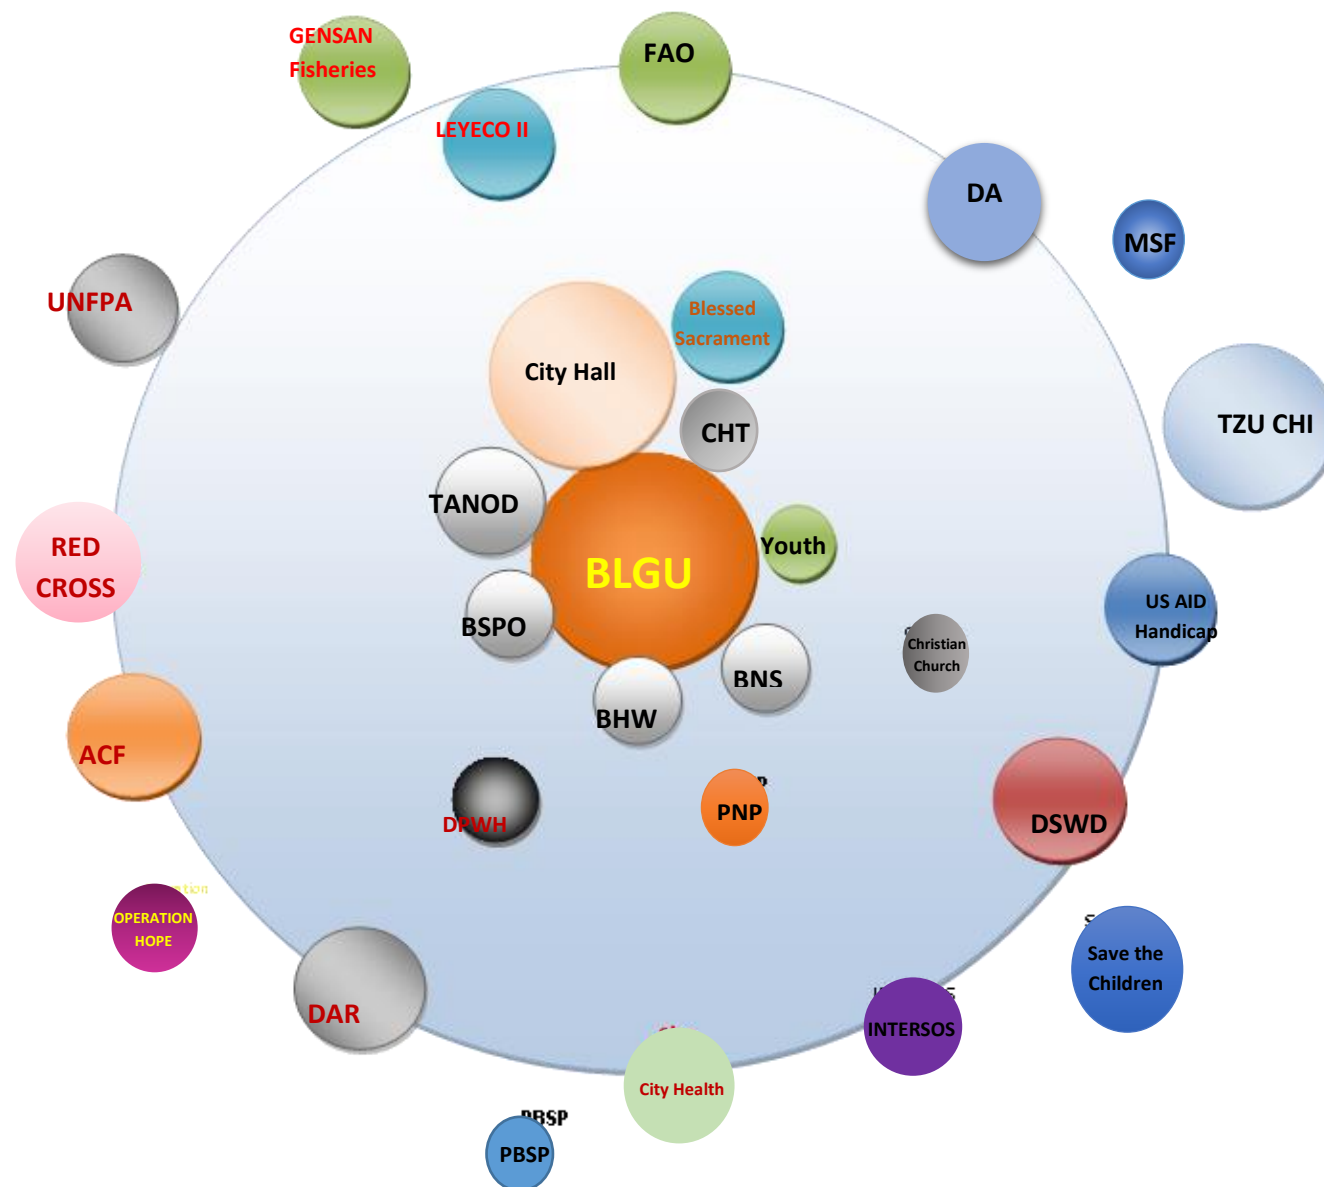 GENSAN
Fisheries
FAO
LEYECO II
DA
MSF
UNFPA
Blessed
Sacrament
City Hall
CHT
TZU CHI
TANOD
RED
CROSS
Youth
BLGU
US AID
Handicap
BSPO
Christian
Church
BNS
BHW
ACF
DPWH
PNP
DSWD
OPERATION
HOPE
Save the
Children
DAR
INTERSOS
City Health
PBSP
PBSP